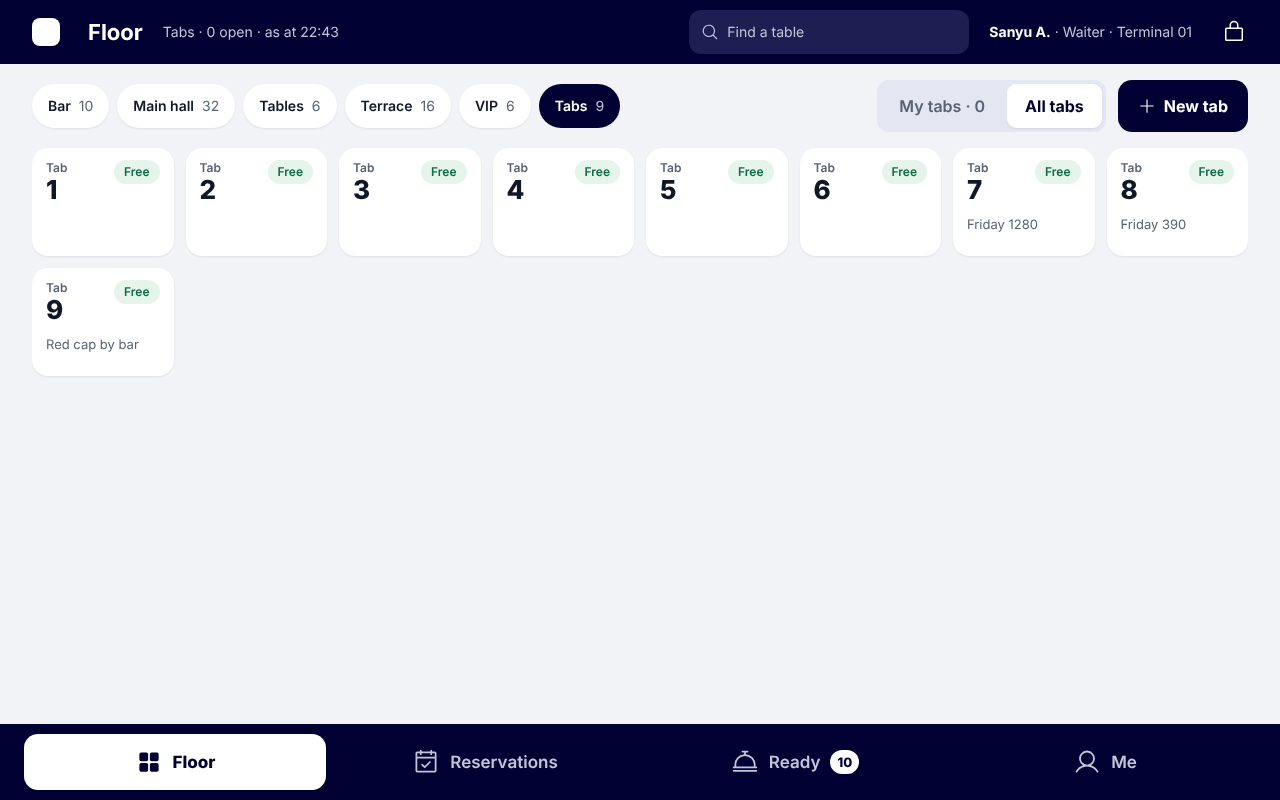 Floor
Tabs · 0 open · as at 22:43
Find a table
Sanyu A. · Waiter · Terminal 01
Bar 10
Main hall 32
Tables 6
Terrace 16
VIP 6
Tabs 9
My tabs · 0
All tabs
New tab
Tab
Free
1
Tab
Free
2
Tab
Free
3
Tab
Free
4
Tab
Free
5
Tab
Free
6
Tab
Free
7
Friday 1280
Tab
Free
8
Friday 390
Tab
Free
9
Red cap by bar
Floor
Reservations
Ready 10
Me